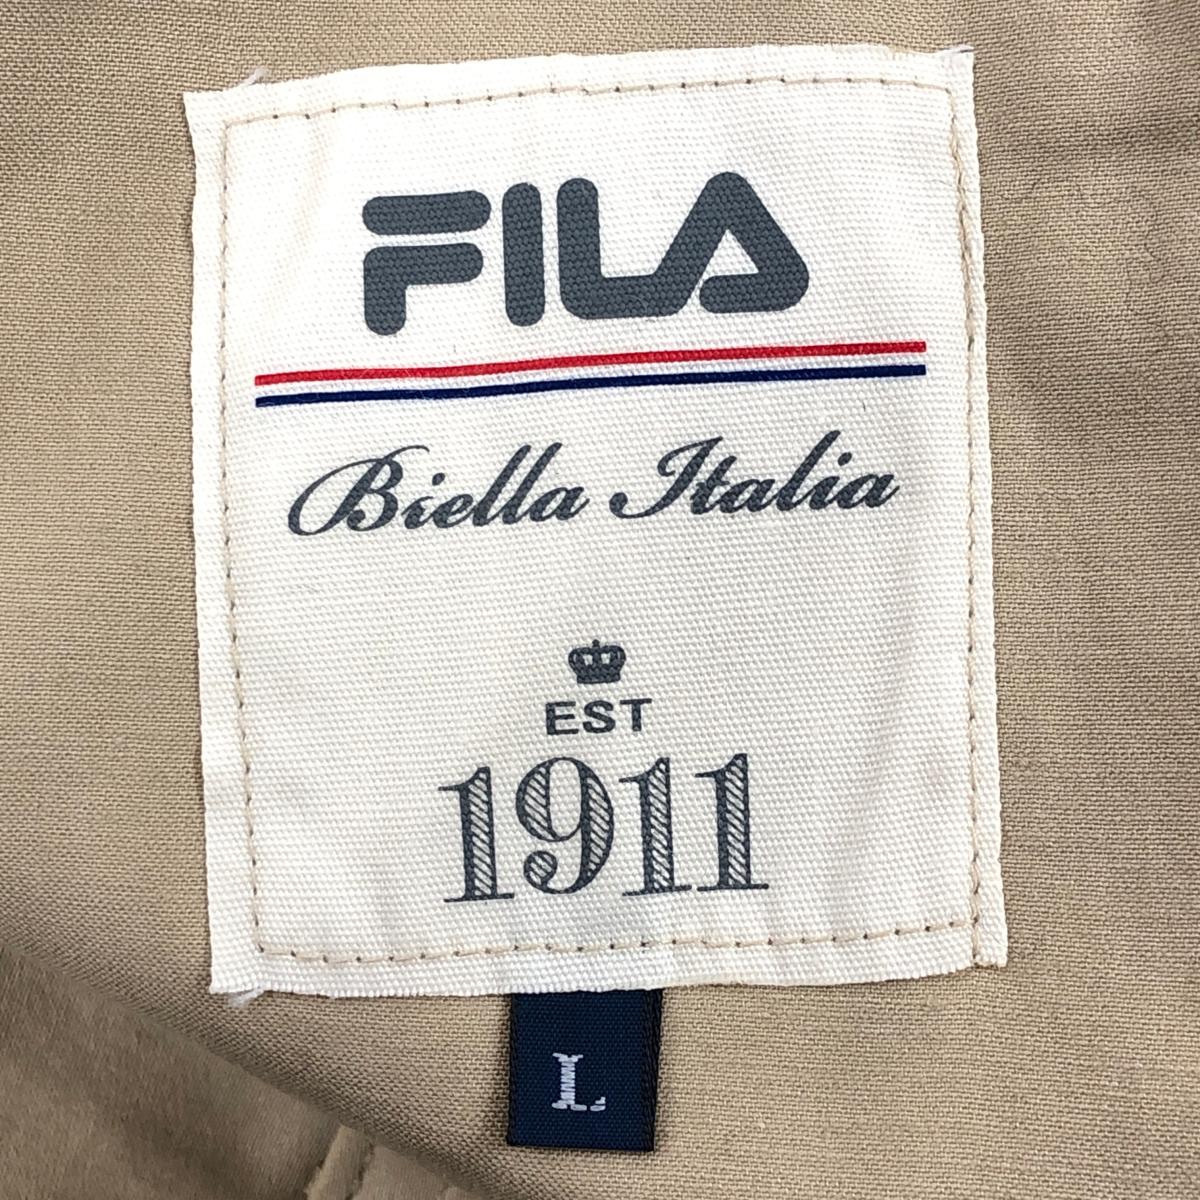 FILA
Biella Italia
EST
1911
L